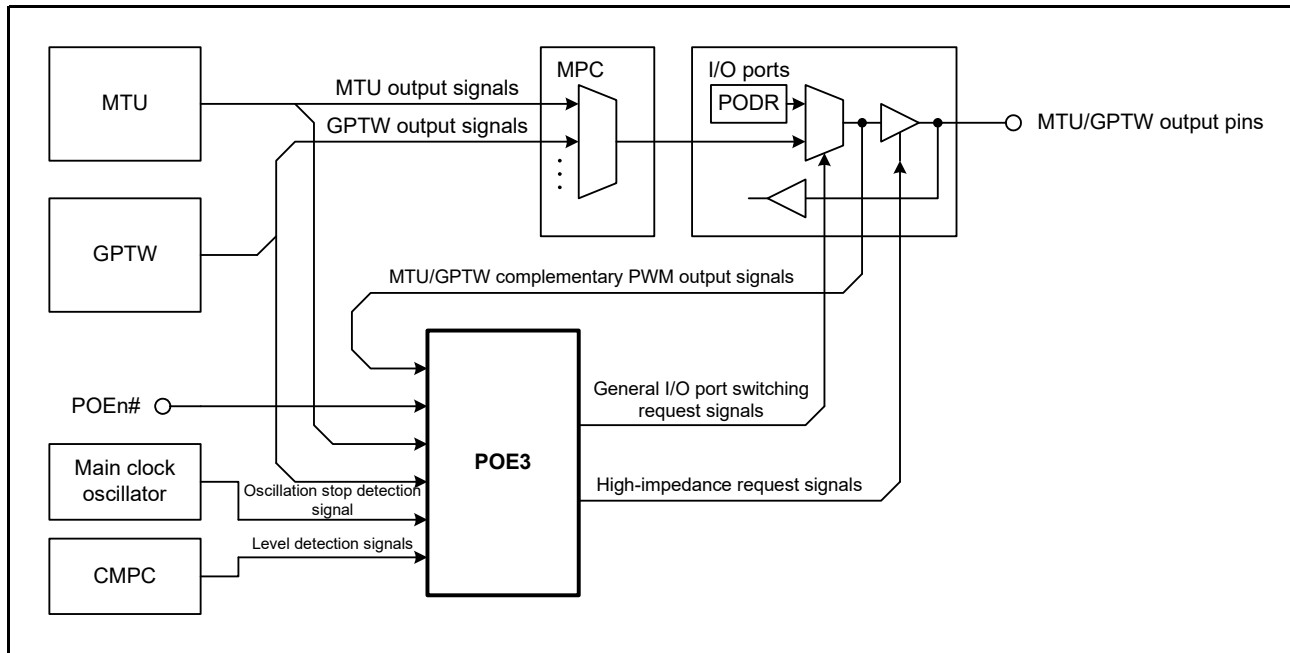 MTU
MTU output signals
GPTW output signals
MPC
I/O ports
PODR
MTU/GPTW output pins
GPTW
MTU/GPTW complementary PWM output signals
POEn#
Main clock
oscillator
Oscillation stop detection
signal
CMPC
Level detection signals
POE3
General I/O port switching
request signals
High-impedance request signals